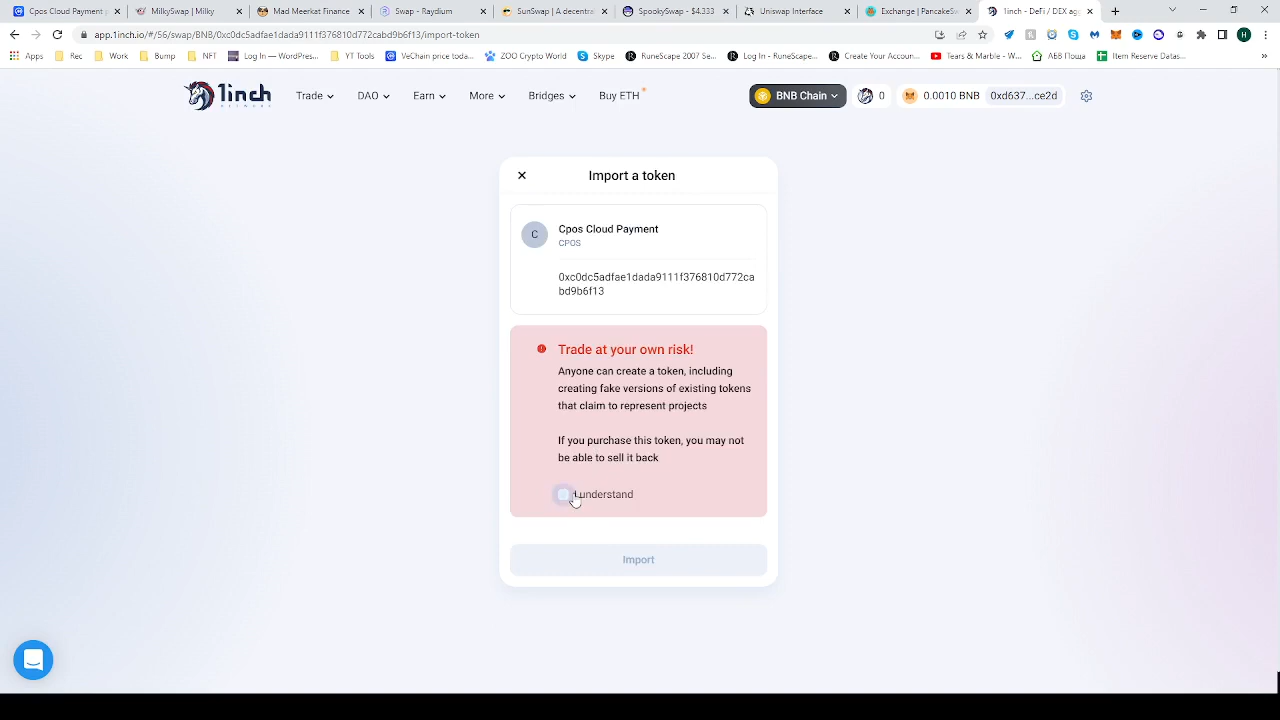 Cpos Cloud Payment p
MilkySwap | Milky
Mad Meerkat Finance
Swap - Raydium
SunSwap | A decentra
SpookySwap - $4.333
Uniswap Interface
Exchange | PancakeSw
1inch - DeFi / DEX agg
app.1inch.io/#/56/swap/BNB/0xc0dc5adfae1dada9111f376810d772cabd9b6f13/import-token
H
Apps
Rec
Work
Bump
NFT
Log In — WordPres...
YT Tools
VeChain price toda...
ZOO Crypto World
Skype
RuneScape 2007 Se...
Log In - RuneScape...
Create Your Accoun...
Tears & Marble - W...
АБВ Поща
Item Reserve Datas...
»
1inch
NETWORK
Trade
DAO
Earn
More
Bridges
Buy ETH
BNB Chain
0
0.0010 BNB
0xd637...ce2d
Import a token
C
Cpos Cloud Payment
CPOS
0xc0dc5adfae1dada9111f376810d772ca
bd9b6f13
Trade at your own risk!
Anyone can create a token, including
creating fake versions of existing tokens
that claim to represent projects
If you purchase this token, you may not
be able to sell it back
I understand
Import